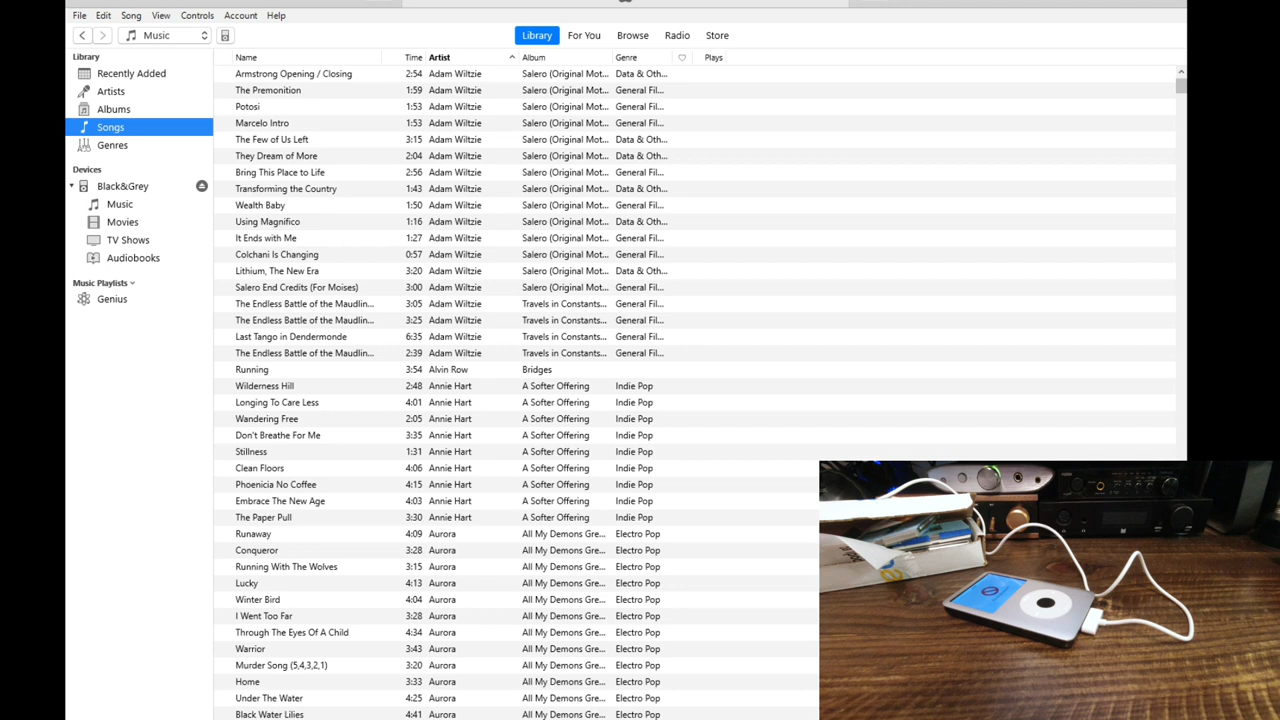 File Edit Song View Controls Account Help
Music Library For You Browse Radio Store
Library
Recently Added
Artists
Albums
Songs
Genres
Devices
Black&Grey
Music
Movies
TV Shows
Audiobooks
Music Playlists
Genius
Name Time Artist Album Genre Plays
Armstrong Opening / Closing 2:54 Adam Wiltzie Salero (Original Mot... Data & Oth...
The Premonition 1:59 Adam Wiltzie Salero (Original Mot... General Fil...
Potosi 1:53 Adam Wiltzie Salero (Original Mot... General Fil...
Marcelo Intro 1:53 Adam Wiltzie Salero (Original Mot... General Fil...
The Few of Us Left 3:15 Adam Wiltzie Salero (Original Mot... Data & Oth...
They Dream of More 2:04 Adam Wiltzie Salero (Original Mot... Data & Oth...
Bring This Place to Life 2:56 Adam Wiltzie Salero (Original Mot... General Fil...
Transforming the Country 1:43 Adam Wiltzie Salero (Original Mot... Data & Oth...
Wealth Baby 1:50 Adam Wiltzie Salero (Original Mot... General Fil...
Using Magnifico 1:16 Adam Wiltzie Salero (Original Mot... Data & Oth...
It Ends with Me 1:27 Adam Wiltzie Salero (Original Mot... General Fil...
Colchani Is Changing 0:57 Adam Wiltzie Salero (Original Mot... General Fil...
Lithium, The New Era 3:20 Adam Wiltzie Salero (Original Mot... Data & Oth...
Salero End Credits (For Moises) 3:00 Adam Wiltzie Salero (Original Mot... General Fil...
The Endless Battle of the Maudlin... 3:05 Adam Wiltzie Travels in Constants... General Fil...
The Endless Battle of the Maudlin... 3:25 Adam Wiltzie Travels in Constants... General Fil...
Last Tango in Dendermonde 6:35 Adam Wiltzie Travels in Constants... General Fil...
The Endless Battle of the Maudlin... 2:39 Adam Wiltzie Travels in Constants... General Fil...
Running 3:54 Alvin Row Bridges
Wilderness Hill 2:48 Annie Hart A Softer Offering Indie Pop
Longing To Care Less 4:01 Annie Hart A Softer Offering Indie Pop
Wandering Free 2:05 Annie Hart A Softer Offering Indie Pop
Don't Breathe For Me 3:35 Annie Hart A Softer Offering Indie Pop
Stillness 1:31 Annie Hart A Softer Offering Indie Pop
Clean Floors 4:06 Annie Hart A Softer Offering Indie Pop
Phoenicia No Coffee 4:15 Annie Hart A Softer Offering Indie Pop
Embrace The New Age 4:03 Annie Hart A Softer Offering Indie Pop
The Paper Pull 3:30 Annie Hart A Softer Offering Indie Pop
Runaway 4:09 Aurora All My Demons Gre... Electro Pop
Conqueror 3:28 Aurora All My Demons Gre... Electro Pop
Running With The Wolves 3:15 Aurora All My Demons Gre... Electro Pop
Lucky 4:13 Aurora All My Demons Gre... Electro Pop
Winter Bird 4:04 Aurora All My Demons Gre... Electro Pop
I Went Too Far 3:28 Aurora All My Demons Gre... Electro Pop
Through The Eyes Of A Child 4:34 Aurora All My Demons Gre... Electro Pop
Warrior 3:43 Aurora All My Demons Gre... Electro Pop
Murder Song (5,4,3,2,1) 3:20 Aurora All My Demons Gre... Electro Pop
Home 3:33 Aurora All My Demons Gre... Electro Pop
Under The Water 4:25 Aurora All My Demons Gre... Electro Pop
Black Water Lilies 4:41 Aurora All My Demons Gre... Electro Pop